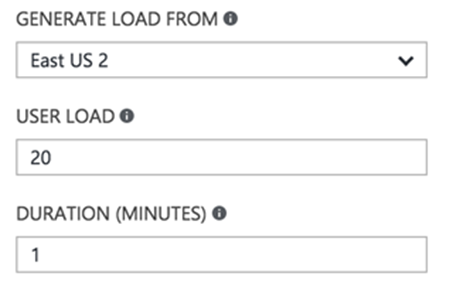 GENERATE LOAD FROM
East US 2
USER LOAD
20
DURATION (MINUTES)
1